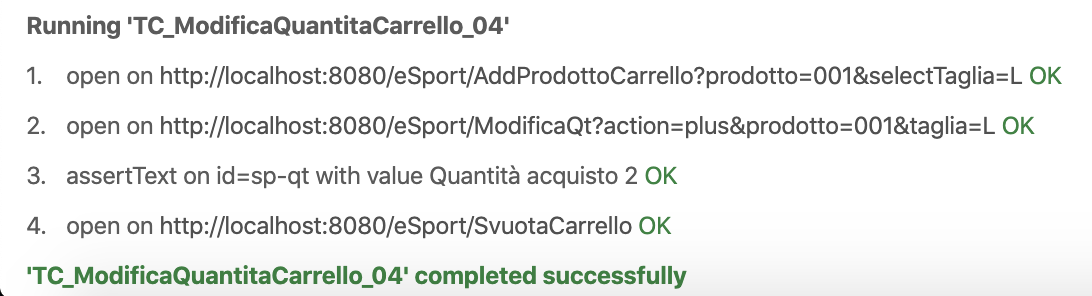 Running 'TC_ModificaQuantitaCarrello_04'
1. open on http://localhost:8080/eSport/AddProdottoCarrello?prodotto=001&selectTaglia=L OK
2. open on http://localhost:8080/eSport/ModificaQt?action=plus&prodotto=001&taglia=L OK
3. assertText on id=sp-qt with value Quantità acquisto 2 OK
4. open on http://localhost:8080/eSport/SvuotaCarrello OK
'TC_ModificaQuantitaCarrello_04' completed successfully